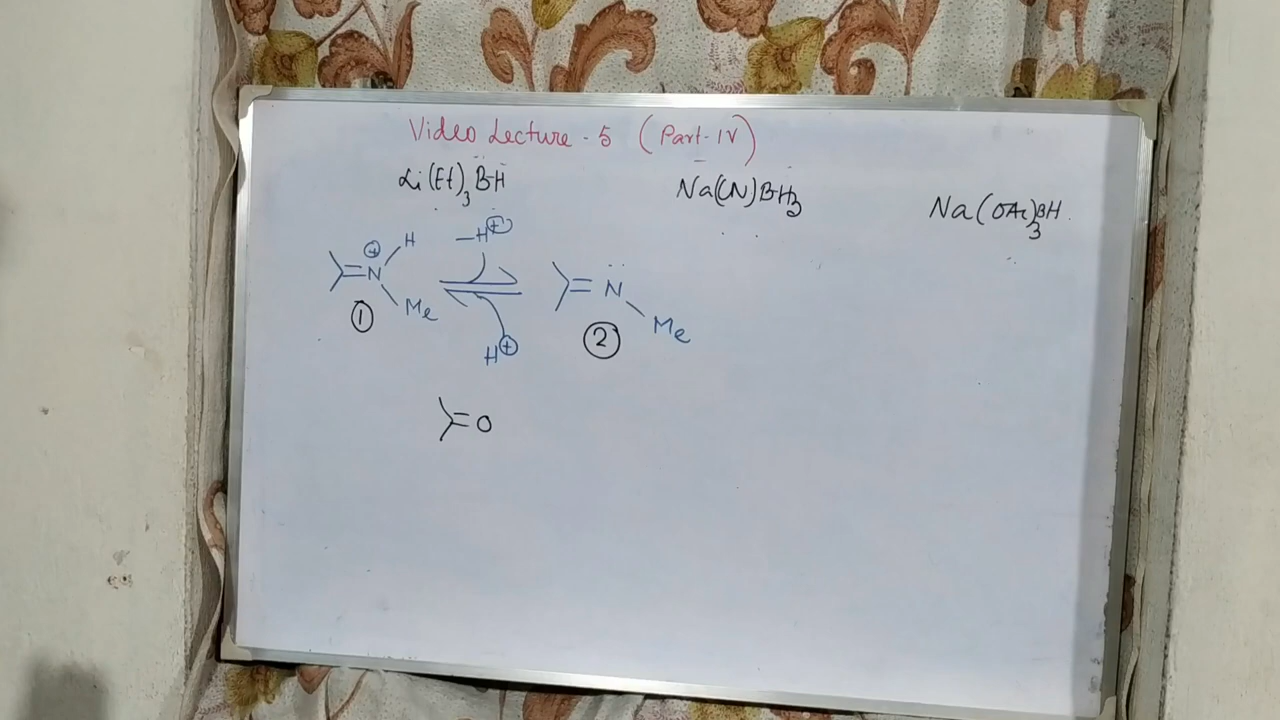 Video Lecture - 5 (Part-IV)
Li(Et)₃BH
Na(CN)BH₃
Na(OAc)₃BH
–H⊕
⊕ H
=N
Me
①
=N̈
Me
②
H⊕
=O